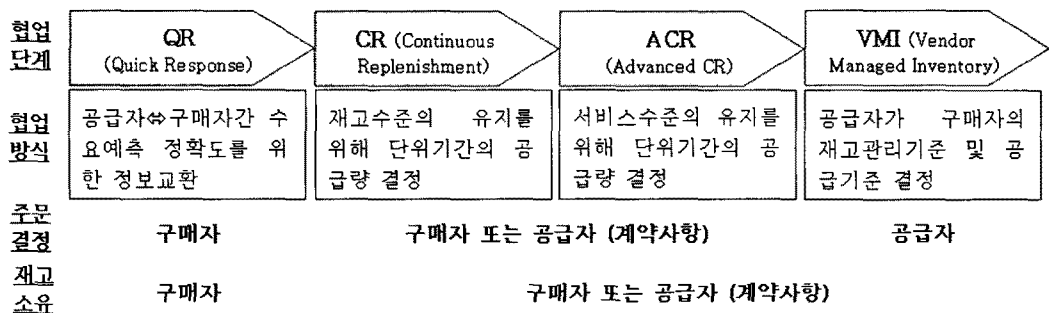 협업
단계
QR
(Quick Response)
CR (Continuous
Replenishment)
ACR
(Advanced CR)
VMI (Vendor
Managed Inventory)
협업
방식
공급자⇔구매자간 수
요예측 정확도를 위
한 정보교환
재고수준의 유지를
위해 단위기간의 공
급량 결정
서비스수준의 유지를
위해 단위기간의 공
급량 결정
공급자가 구매자의
재고관리기준 및 공
급기준 결정
주문
결정
구매자
구매자 또는 공급자 (계약사항)
공급자
재고
소유
구매자
구매자 또는 공급자 (계약사항)